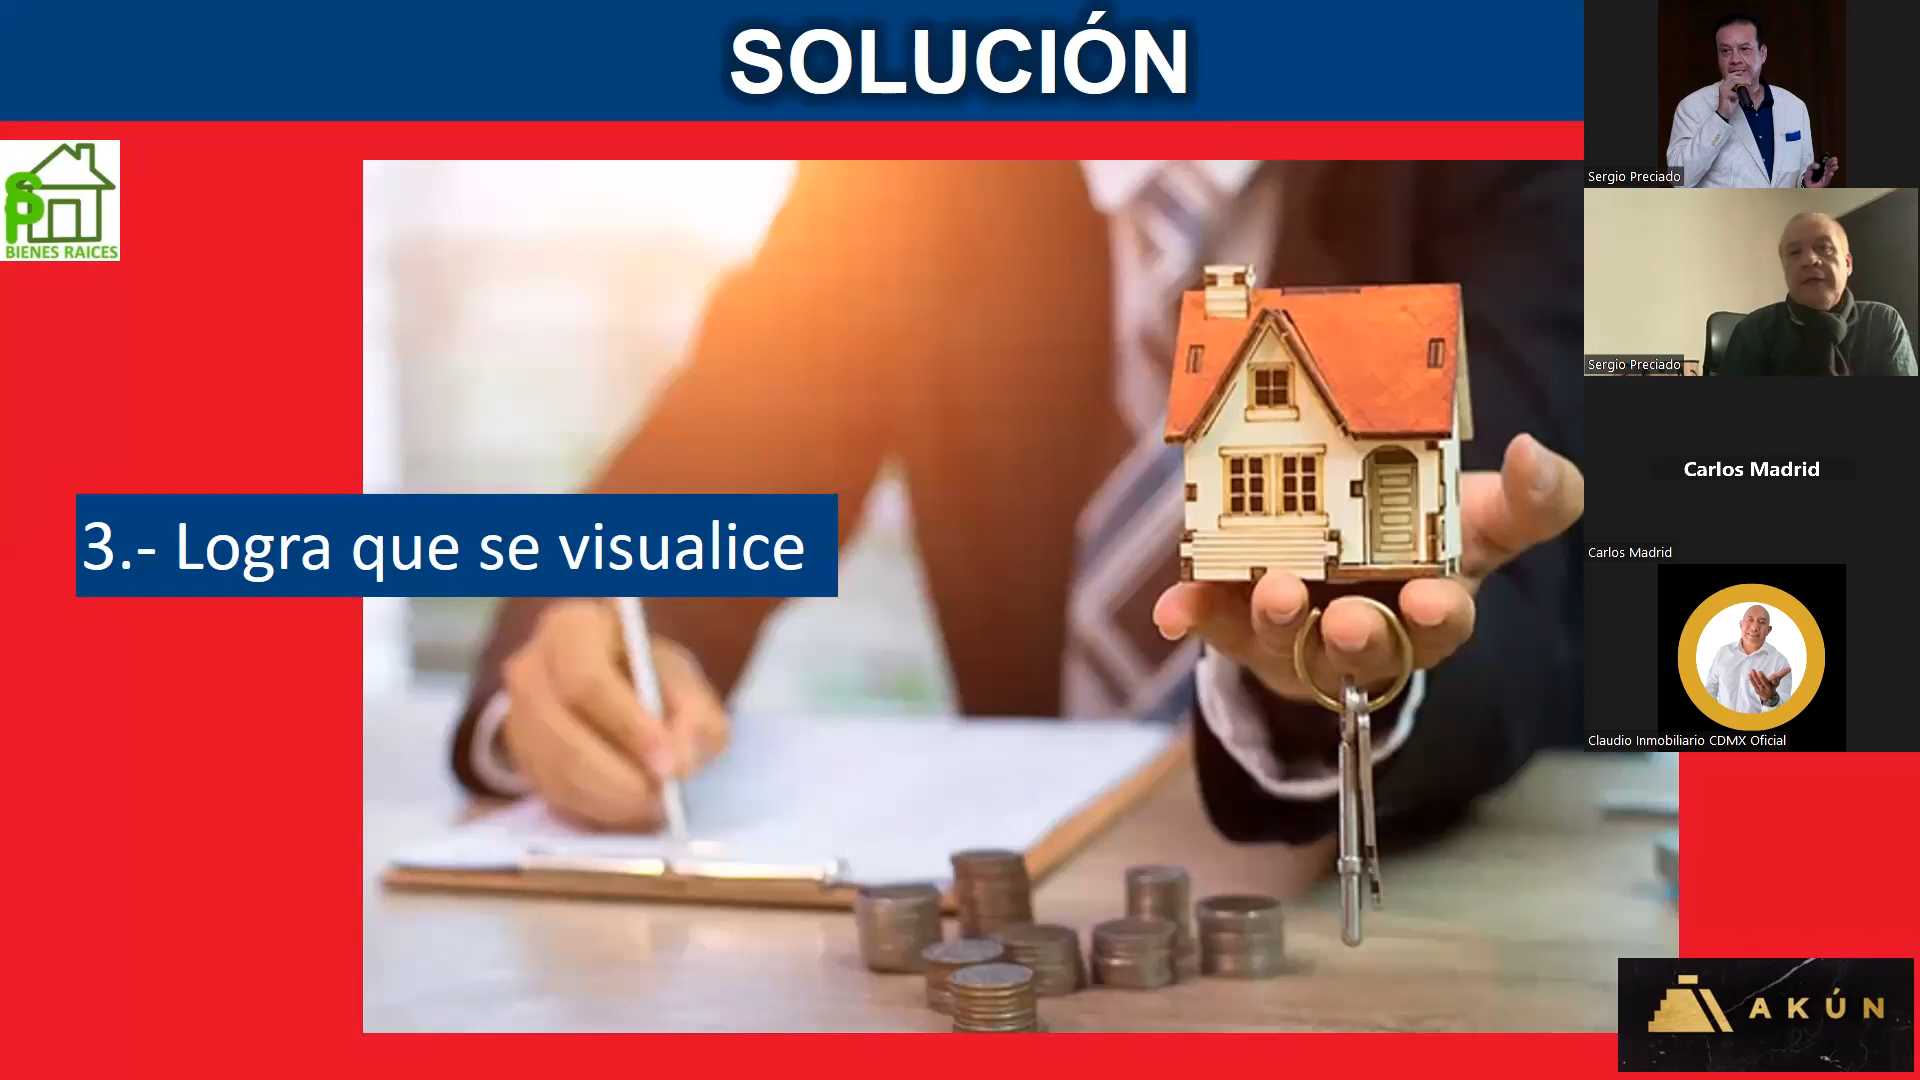 SOLUCIÓN
SP
BIENES RAICES
3.- Logra que se visualice
Sergio Preciado
Sergio Preciado
Carlos Madrid
Carlos Madrid
Claudio Inmobiliario CDMX Oficial
AKÚN